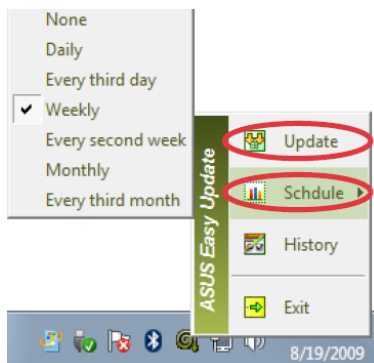 None
Daily
Every third day
Weekly
Every second week
Monthly
Every third month
ASUS Easy Update
Update
Schdule
History
Exit
8/19/2009